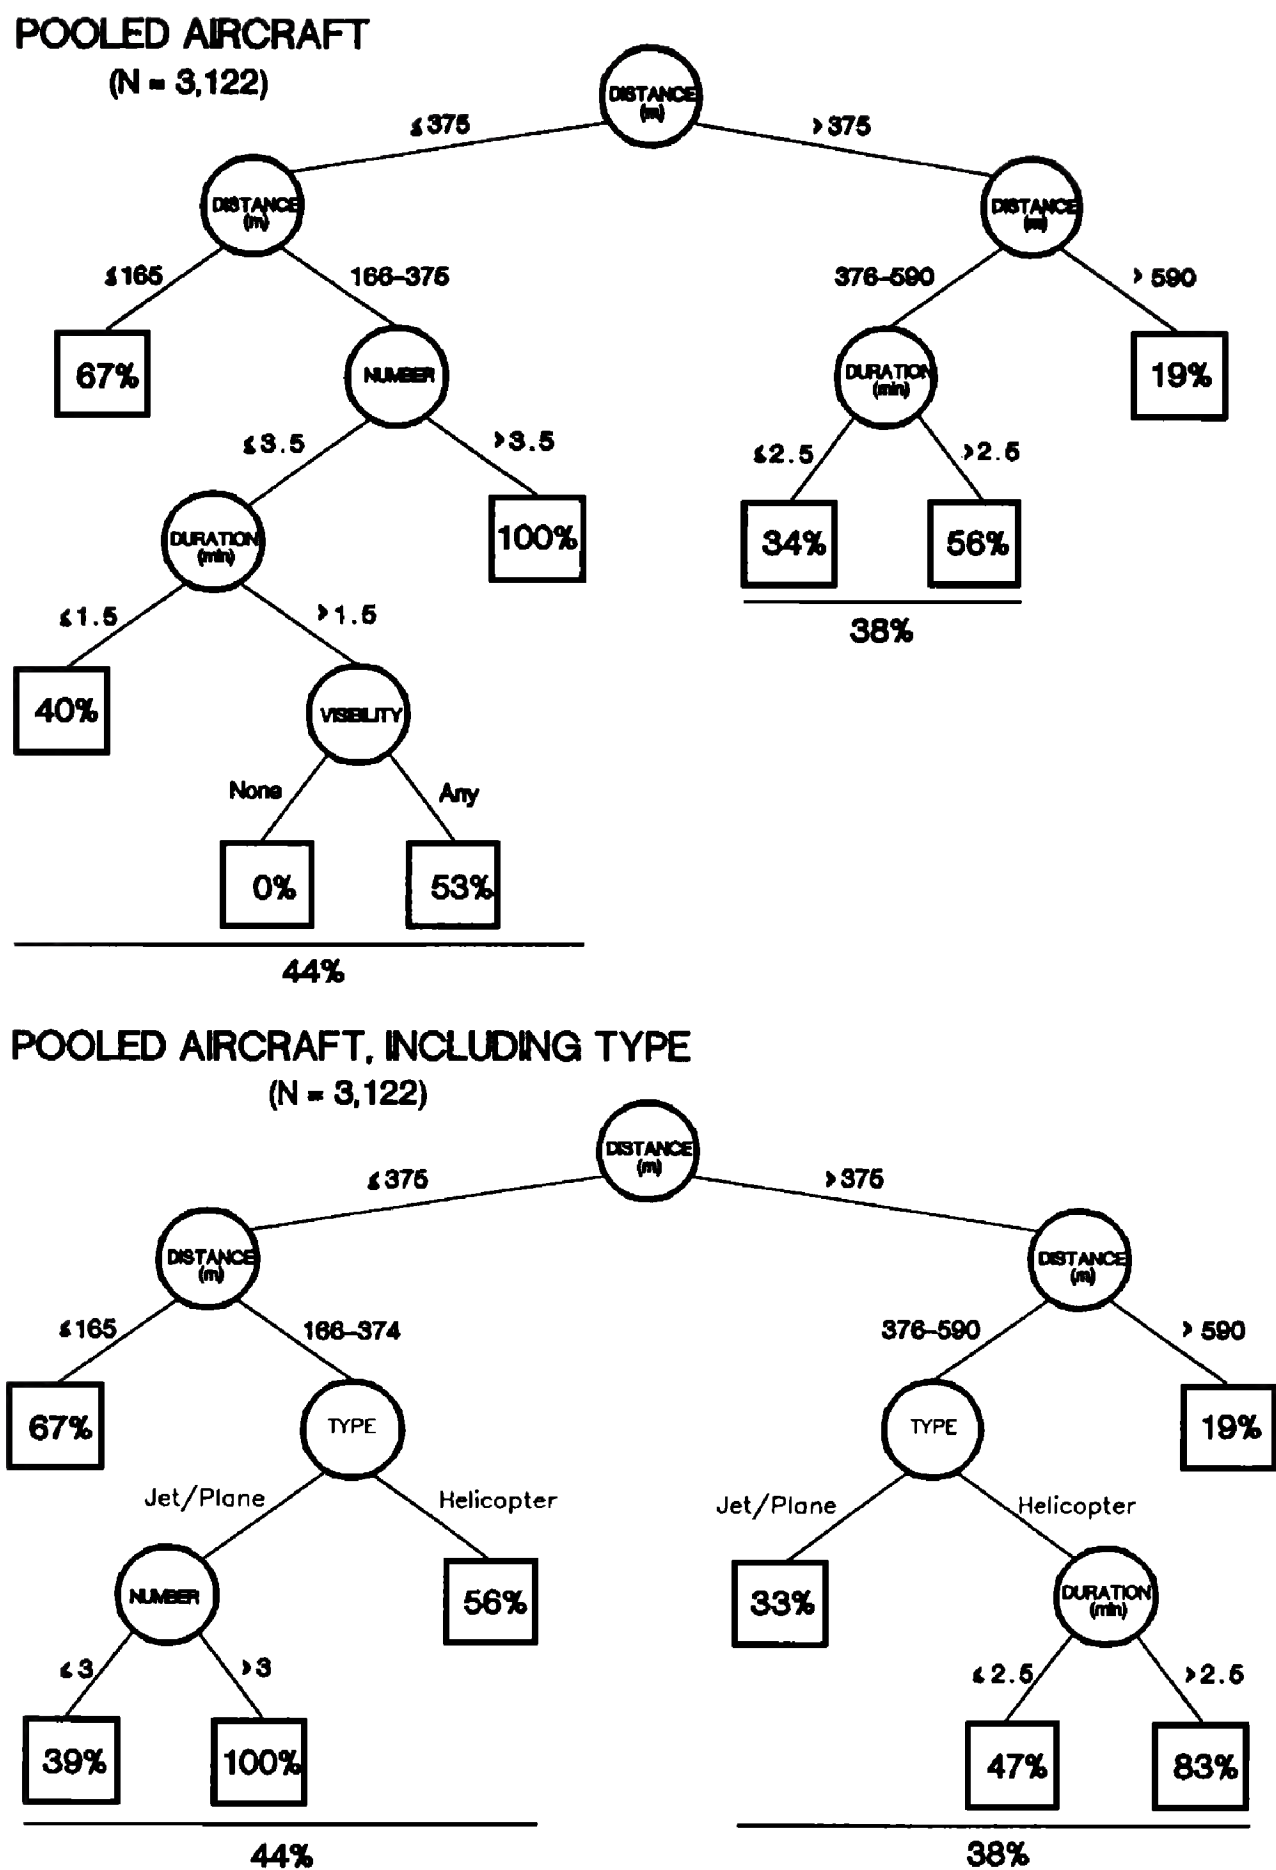 POOLED AIRCRAFT
(N = 3,122)
DISTANCE
(m)
≤375
>375
DISTANCE
(m)
DISTANCE
(m)
≤165
166–375
376–590
> 590
67%
NUMBER
DURATION
(min)
19%
≤3.5
>3.5
≤2.5
>2.5
DURATION
(min)
100%
34%
56%
38%
≤1.5
>1.5
40%
VISIBILITY
None
Any
0%
53%
44%
POOLED AIRCRAFT, INCLUDING TYPE
(N = 3,122)
DISTANCE
(m)
≤375
>375
DISTANCE
(m)
DISTANCE
(m)
≤165
166–374
376–590
> 590
67%
TYPE
TYPE
19%
Jet/Plane
Helicopter
Jet/Plane
Helicopter
NUMBER
56%
33%
DURATION
(min)
≤3
>3
≤2.5
>2.5
39%
100%
47%
83%
44%
38%